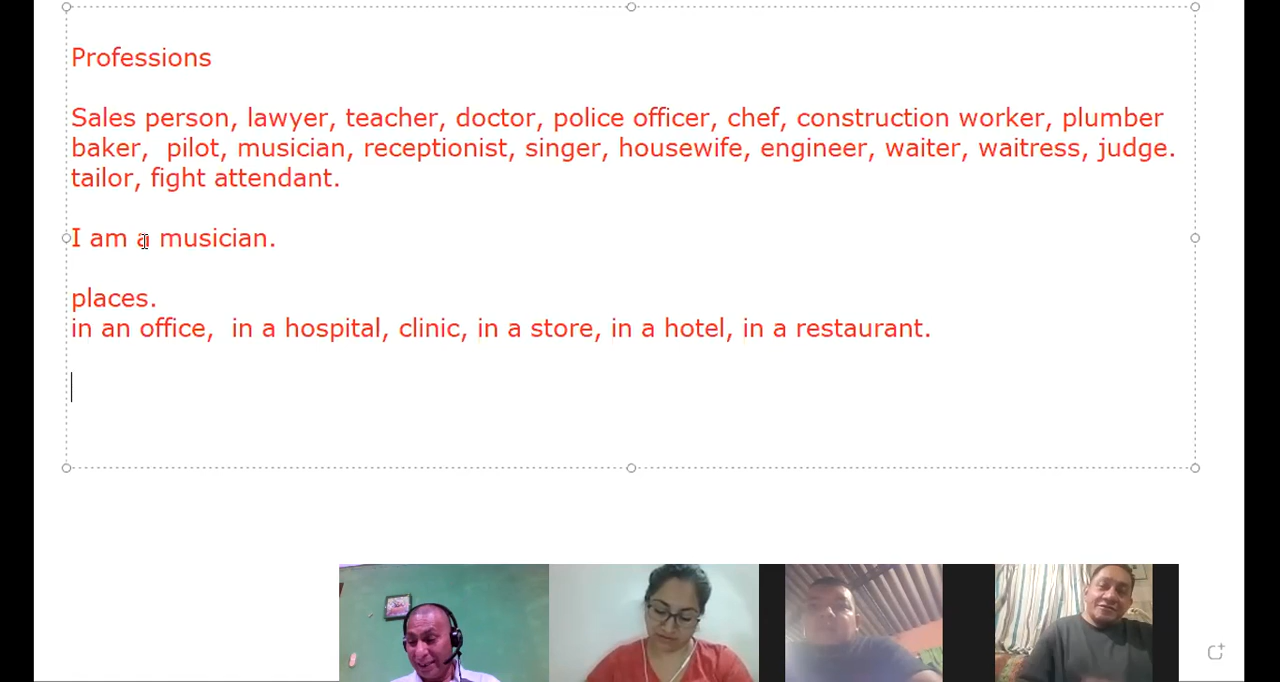 Professions
Sales person, lawyer, teacher, doctor, police officer, chef, construction worker, plumber
baker,  pilot, musician, receptionist, singer, housewife, engineer, waiter, waitress, judge.
tailor, fight attendant.
I am a musician.
places.
in an office,  in a hospital, clinic, in a store, in a hotel, in a restaurant.